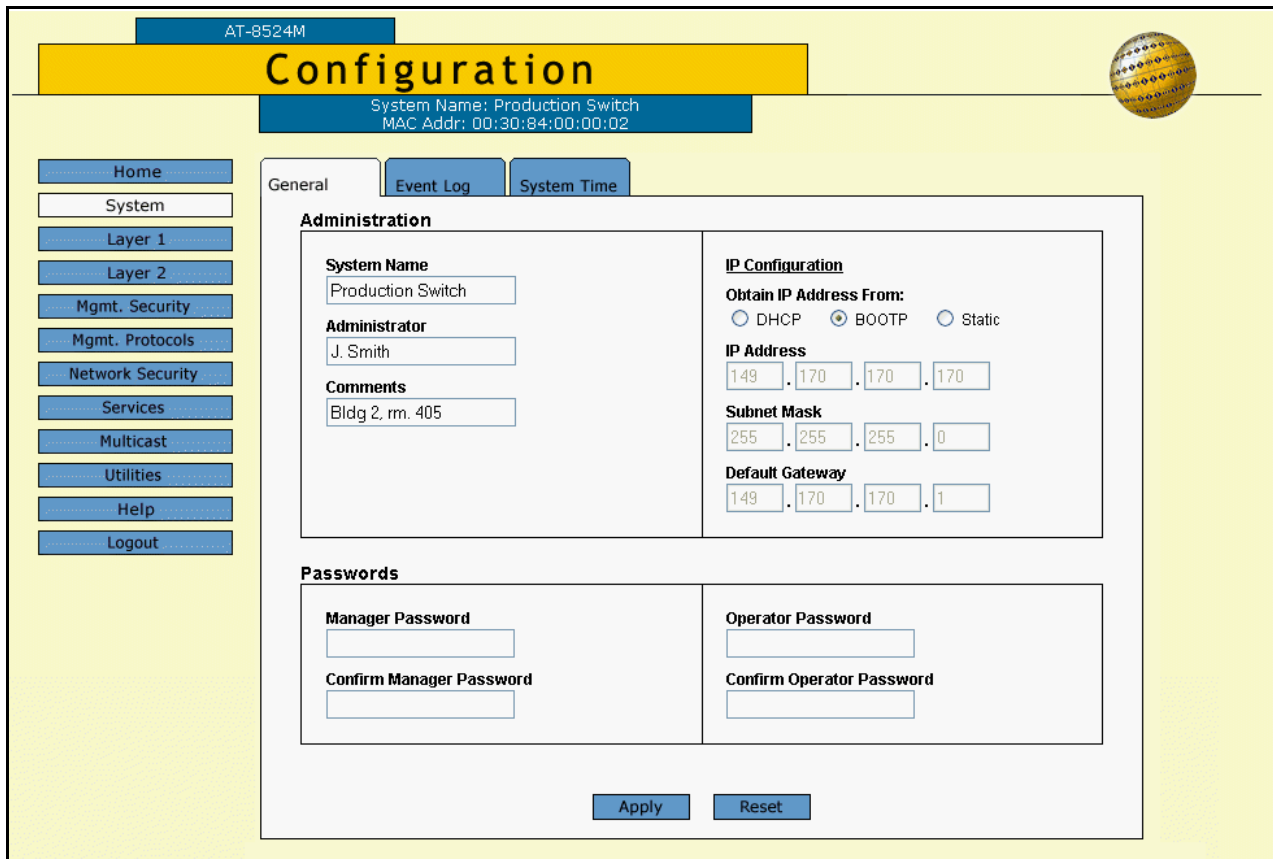 AT-8524M
Configuration
System Name: Production Switch
MAC Addr: 00:30:84:00:00:02
Home
System
Layer 1
Layer 2
Mgmt. Security
Mgmt. Protocols
Network Security
Services
Multicast
Utilities
Help
Logout
General
Event Log
System Time
Administration
System Name
Production Switch
Administrator
J. Smith
Comments
Bldg 2, rm. 405
IP Configuration
Obtain IP Address From:
DHCP BOOTP Static
IP Address
149 . 170 . 170 . 170
Subnet Mask
255 . 255 . 255 . 0
Default Gateway
149 . 170 . 170 . 1
Passwords
Manager Password
Confirm Manager Password
Operator Password
Confirm Operator Password
Apply
Reset